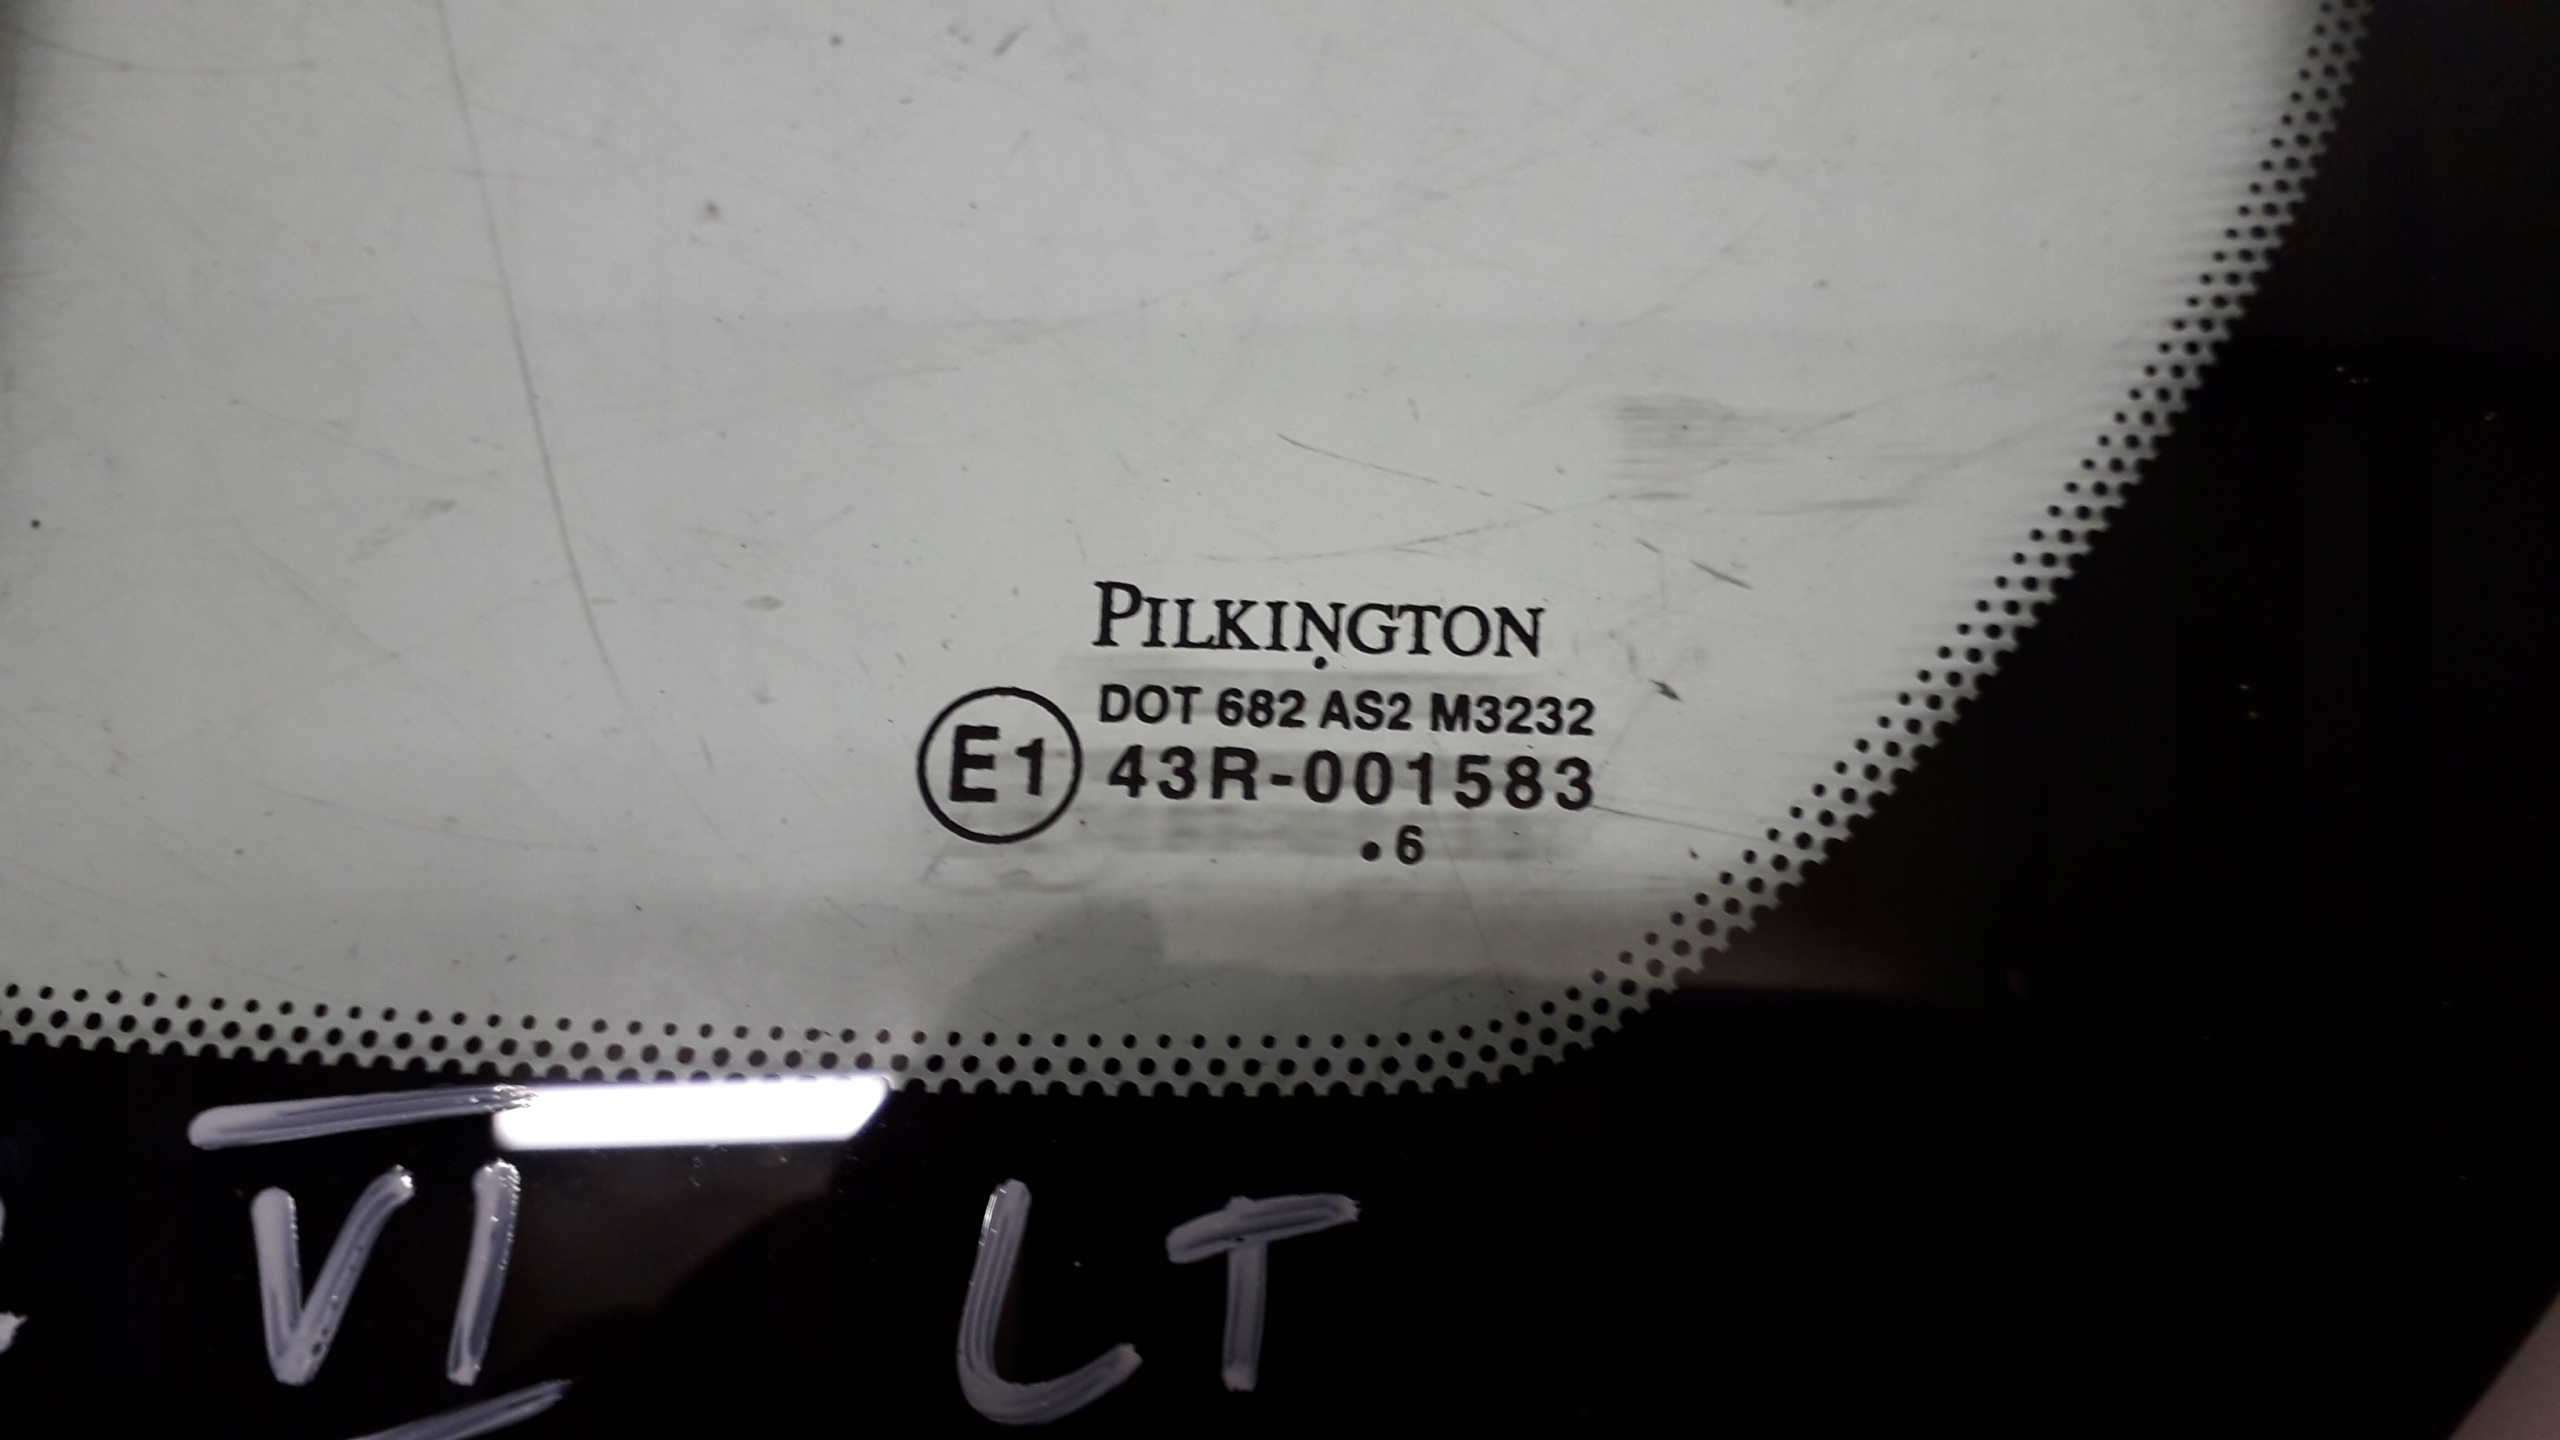 PILKINGTON
DOT 682 AS2 M3232
E1 43R-001583
.6
VI LT